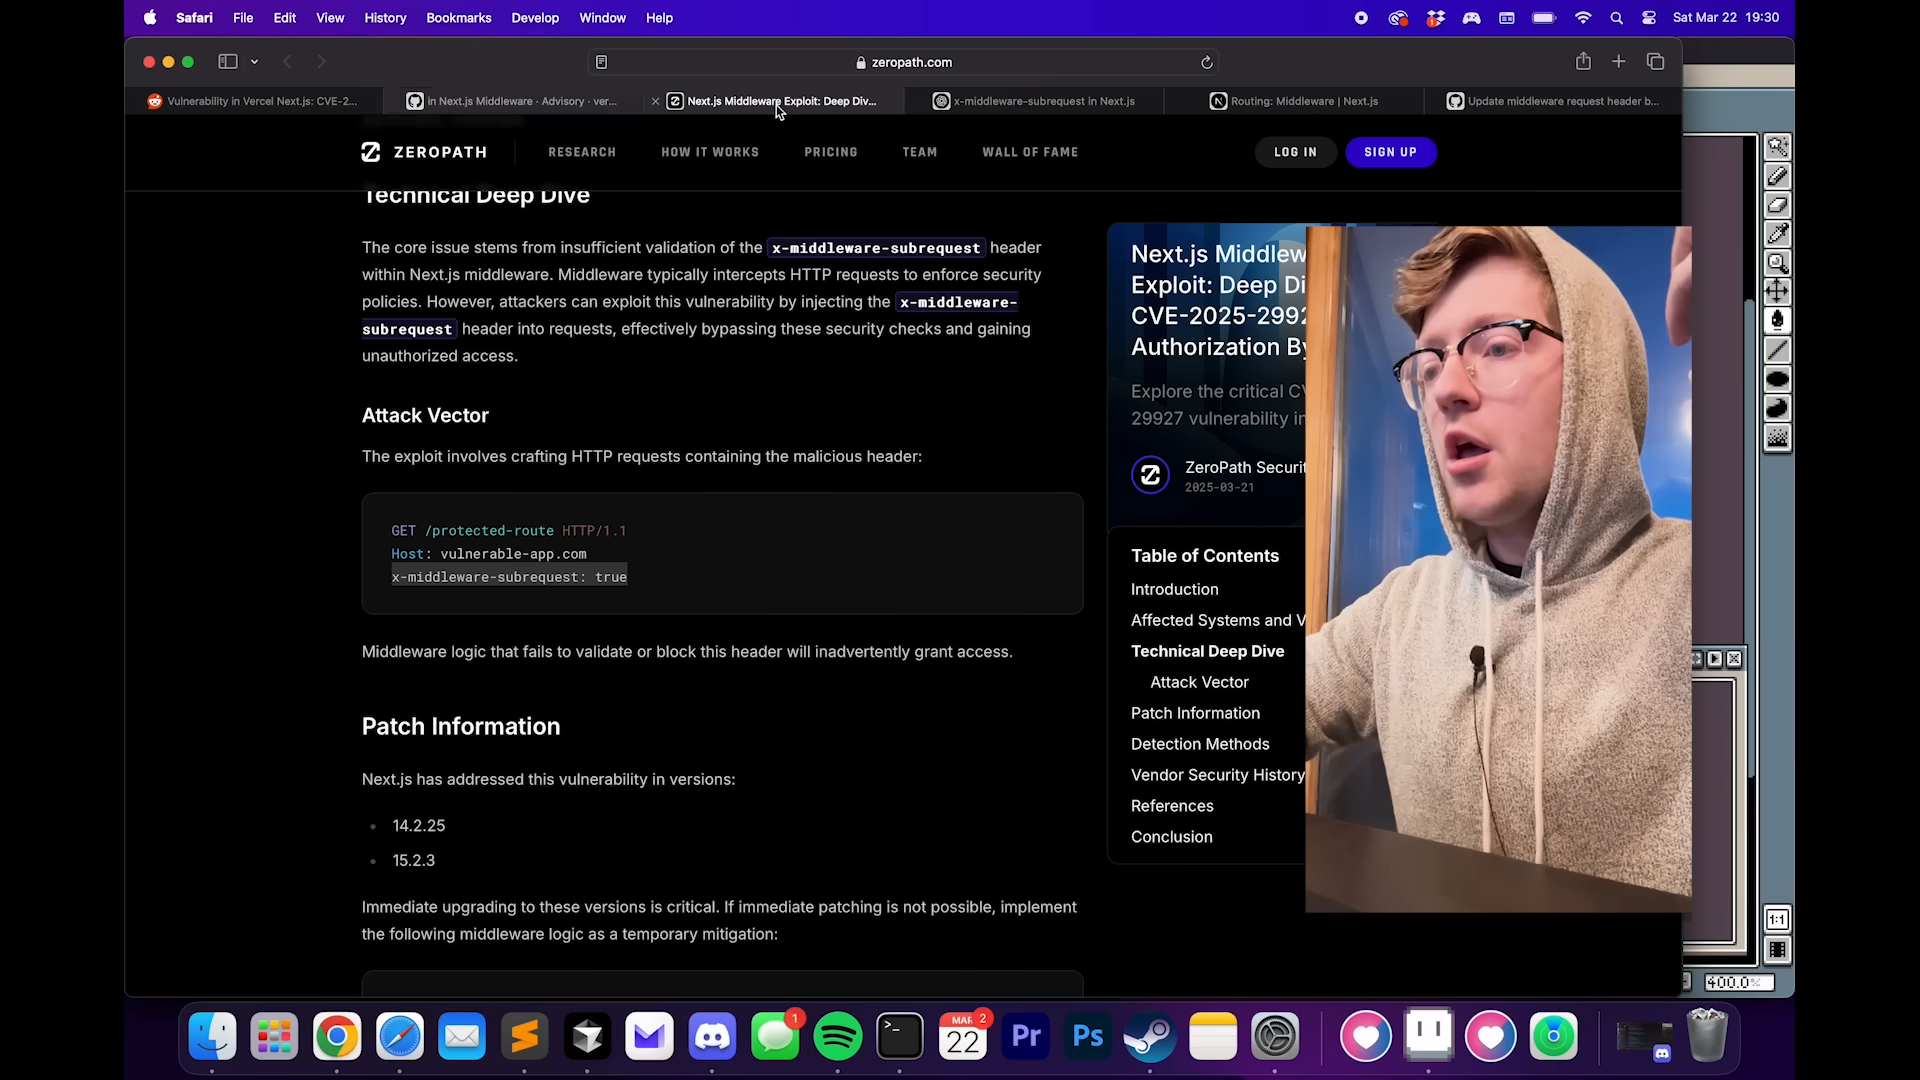 Safari File Edit View History Bookmarks Develop Window Help
1
Sat Mar 22 19:30
zeropath.com
Vulnerability in Vercel Next.js: CVE-2...
in Next.js Middleware · Advisory · ver...
Next.js Middleware Exploit: Deep Div...
x-middleware-subrequest in Next.js
Routing: Middleware | Next.js
Update middleware request header b...
ZEROPATH
RESEARCH HOW IT WORKS PRICING TEAM WALL OF FAME
LOG IN SIGN UP
Technical Deep Dive
The core issue stems from insufficient validation of the x-middleware-subrequest header
within Next.js middleware. Middleware typically intercepts HTTP requests to enforce security
policies. However, attackers can exploit this vulnerability by injecting the x-middleware-
subrequest header into requests, effectively bypassing these security checks and gaining
unauthorized access.
Attack Vector
The exploit involves crafting HTTP requests containing the malicious header:
GET /protected-route HTTP/1.1
Host: vulnerable-app.com
x-middleware-subrequest: true
Middleware logic that fails to validate or block this header will inadvertently grant access.
Patch Information
Next.js has addressed this vulnerability in versions:
14.2.25
15.2.3
Immediate upgrading to these versions is critical. If immediate patching is not possible, implement
the following middleware logic as a temporary mitigation:
Next.js Middlew
Exploit: Deep Di
CVE-2025-2992
Authorization By
Explore the critical CV
29927 vulnerability in
ZeroPath Securit
2025-03-21
Table of Contents
Introduction
Affected Systems and V
Technical Deep Dive
Attack Vector
Patch Information
Detection Methods
Vendor Security History
References
Conclusion
1:1
400.0%
1
MAR 2
22
Pr
Ps